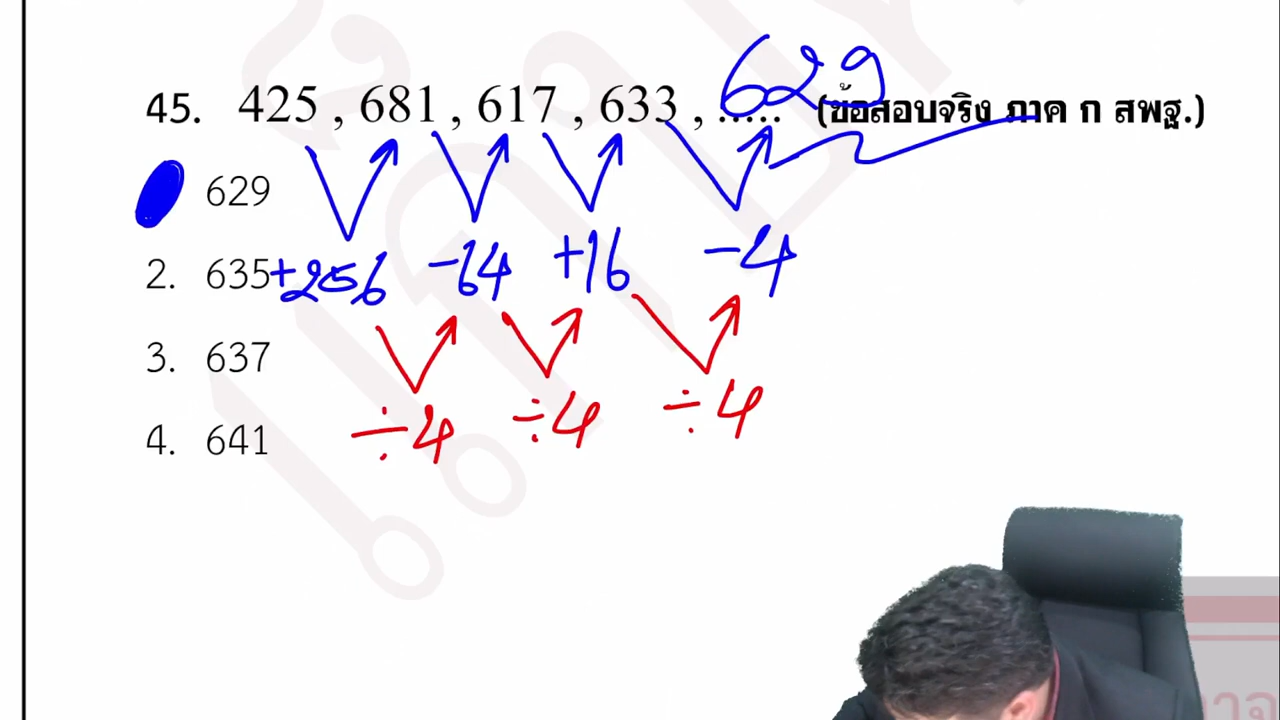 629
45. 425 , 681 , 617 , 633 , ..... (ข้อสอบจริง ภาค ก สพฐ.)
629
2. 635
+256 -64 +16 -4
3. 637
÷4 ÷4 ÷4
4. 641